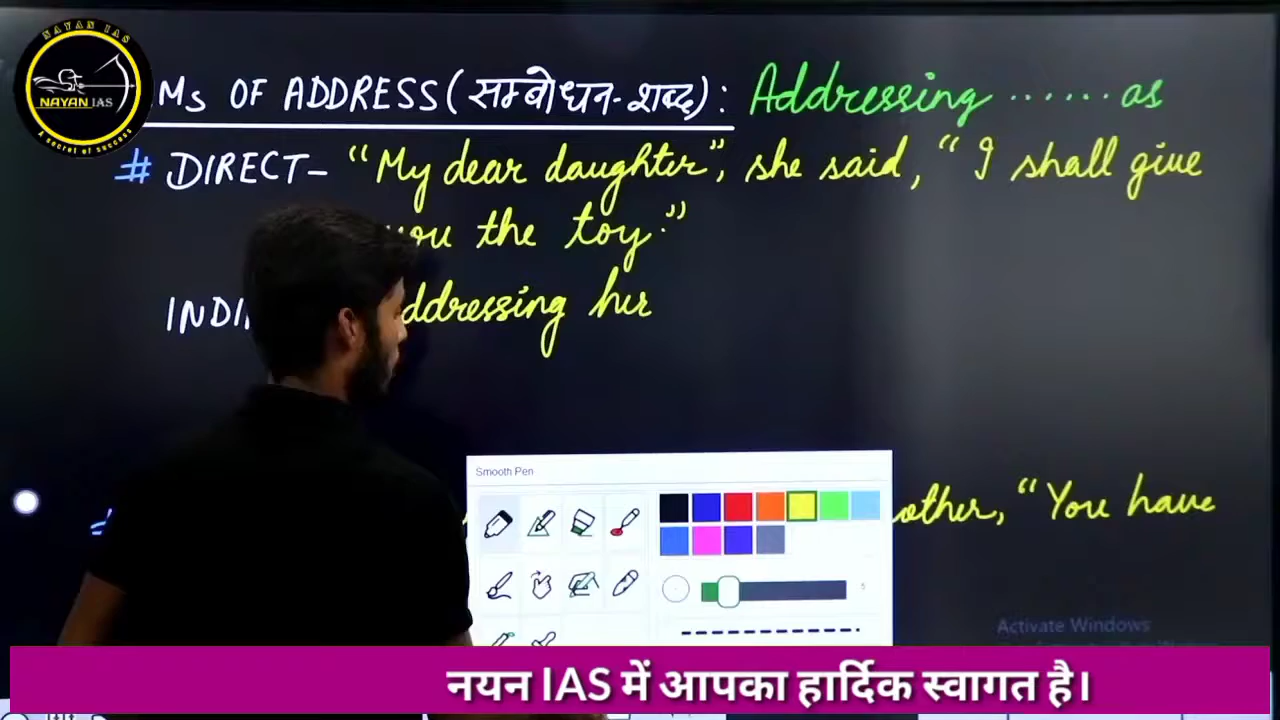 NAYAN IAS
NAYAN IAS
A secret of success
Ms OF ADDRESS (सम्बोधन-शब्द) : Addressing ...... as
# DIRECT- "My dear daughter", she said, "I shall give
you the toy."
INDI ddressing her
other, "You have
Smooth Pen
5
Activate Windows
नयन IAS में आपका हार्दिक स्वागत है।